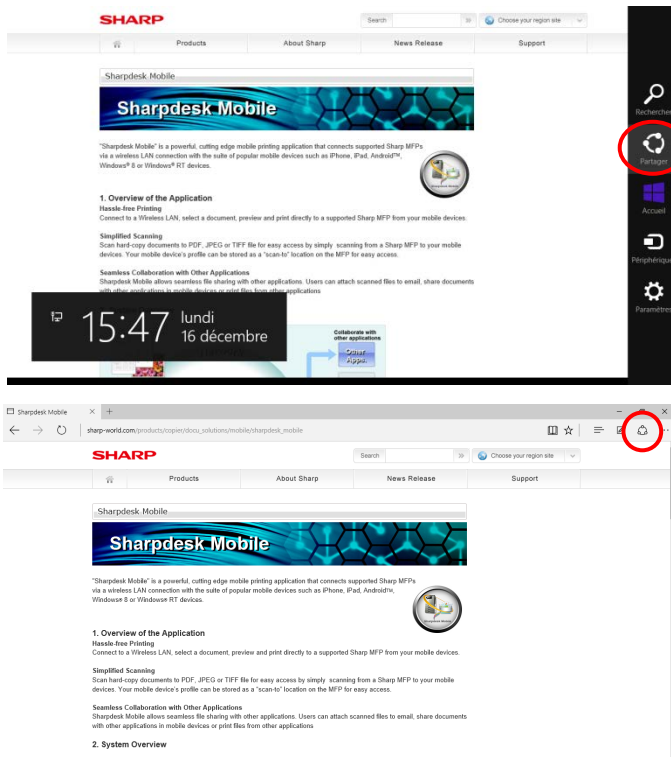 SHARP
Search
Choose your region site
Products About Sharp News Release Support
Sharpdesk Mobile
Sharpdesk Mobile
"Sharpdesk Mobile" is a powerful, cutting edge mobile printing application that connects supported Sharp MFPs
via a wireless LAN connection with the suite of popular mobile devices such as iPhone, iPad, Android™,
Windows® 8 or Windows® RT devices.
1. Overview of the Application
Hassle-free Printing
Connect to a Wireless LAN, select a document, preview and print directly to a supported Sharp MFP from your mobile devices.
Simplified Scanning
Scan hard-copy documents to PDF, JPEG or TIFF file for easy access by simply scanning from a Sharp MFP to your mobile
devices. Your mobile device's profile can be stored as a "scan-to" location on the MFP for easy access.
Seamless Collaboration with Other Applications
Sharpdesk Mobile allows seamless file sharing with other applications. Users can attach scanned files to email, share documents
with other applications in mobile devices or print files from other applications
15:47 lundi
16 décembre
Collaborate with
other applications
Other
Apps.
Rechercher
Partager
Accueil
Périphérique
Paramètres
Sharpdesk Mobile
sharp-world.com/products/copier/docu_solutions/mobile/sharpdesk_mobile
SHARP
Search
Choose your region site
Products About Sharp News Release Support
Sharpdesk Mobile
Sharpdesk Mobile
"Sharpdesk Mobile" is a powerful, cutting edge mobile printing application that connects supported Sharp MFPs
via a wireless LAN connection with the suite of popular mobile devices such as iPhone, iPad, Android™,
Windows® 8 or Windows® RT devices.
1. Overview of the Application
Hassle-free Printing
Connect to a Wireless LAN, select a document, preview and print directly to a supported Sharp MFP from your mobile devices.
Simplified Scanning
Scan hard-copy documents to PDF, JPEG or TIFF file for easy access by simply scanning from a Sharp MFP to your mobile
devices. Your mobile device's profile can be stored as a "scan-to" location on the MFP for easy access.
Seamless Collaboration with Other Applications
Sharpdesk Mobile allows seamless file sharing with other applications. Users can attach scanned files to email, share documents
with other applications in mobile devices or print files from other applications
2. System Overview